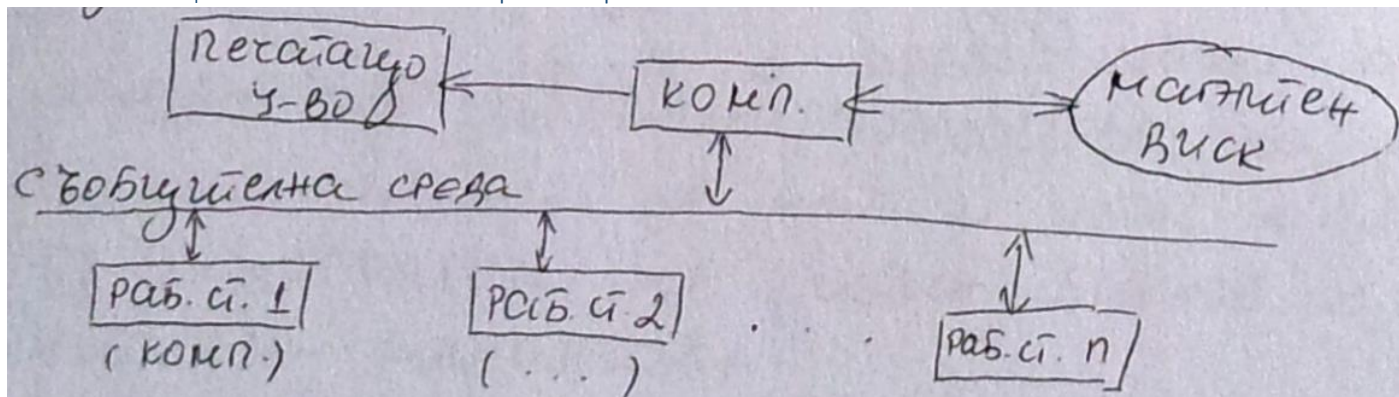 Печатащо
у-во
комп.
магнитен
диск
съобщителна среда
раб. ст. 1
(комп.)
раб. ст. 2
(...)
. . .
раб. ст. n